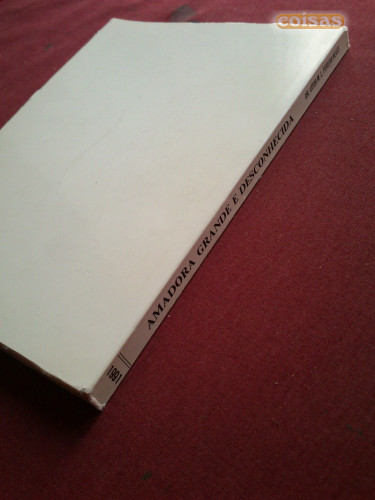 coisas
AMADORA GRANDE E DESCONHECIDA
1991